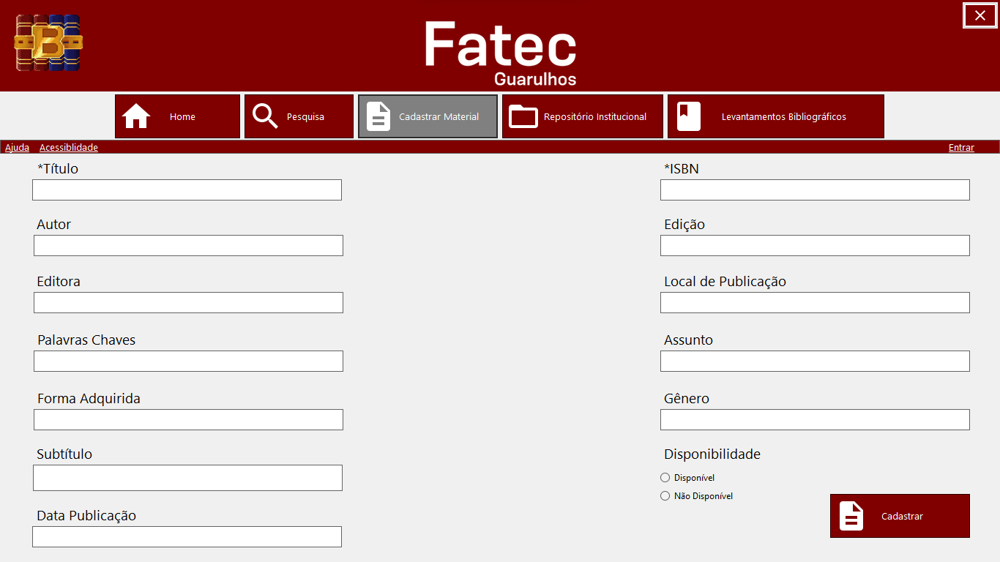 B
Fatec
Guarulhos
Home
Pesquisa
Cadastrar Material
Repositório Institucional
Levantamentos Bibliográficos
Ajuda
Acessiblidade
Entrar
*Título
*ISBN
Autor
Edição
Editora
Local de Publicação
Palavras Chaves
Assunto
Forma Adquirida
Gênero
Subtítulo
Disponibilidade
Disponível
Não Disponível
Data Publicação
Cadastrar